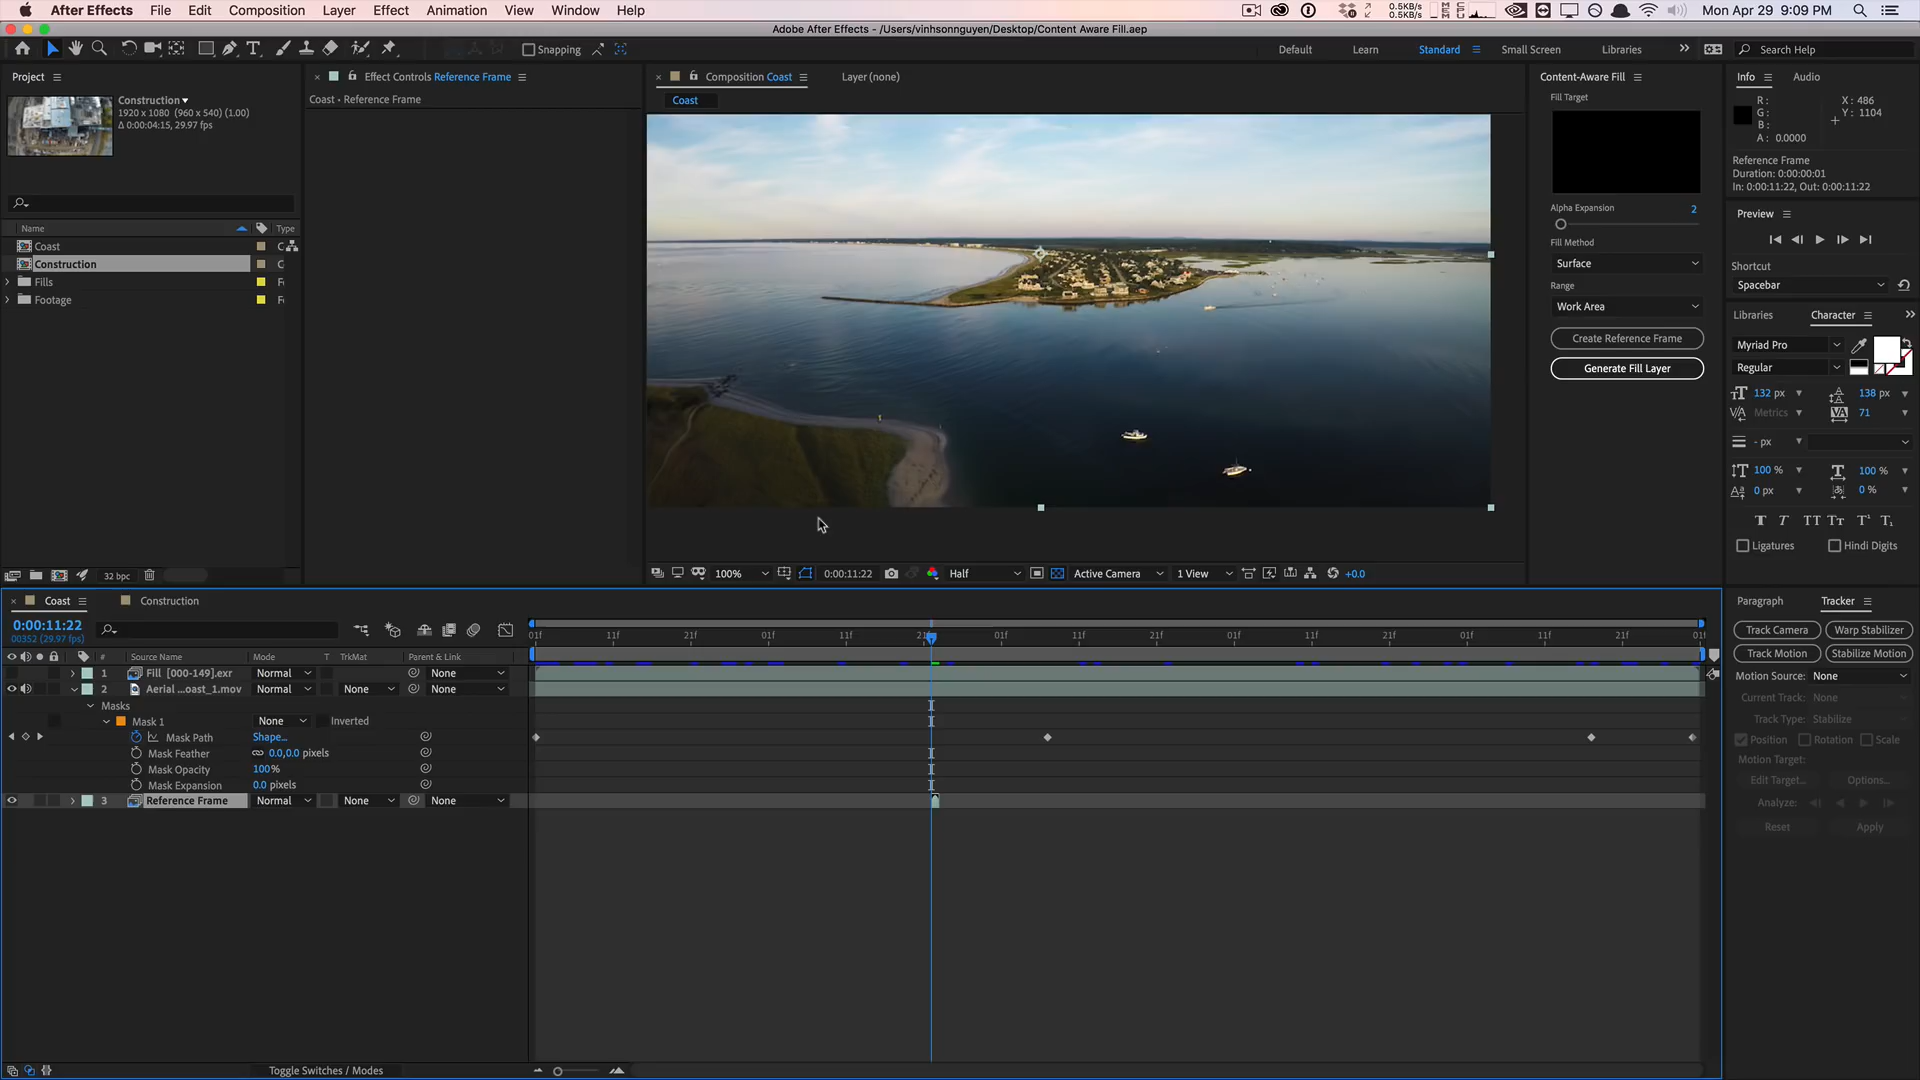 After Effects File Edit Composition Layer Effect Animation View Window Help 0.5KB/s 0.5KB/s Mon Apr 29 9:09 PM
Adobe After Effects - /Users/vinhsonnguyen/Desktop/Content Aware Fill.aep
Snapping Default Learn Standard Small Screen Libraries Search Help
Project
Construction
1920 x 1080 (960 x 540) (1.00)
Δ 0:00:04:15, 29.97 fps
Name Type
Coast C
Construction C
Fills F
Footage F
32 bpc
Effect Controls Reference Frame
Coast • Reference Frame
Composition Coast Layer (none)
Coast
100% 0:00:11:22 Half Active Camera 1 View +0.0
Content-Aware Fill
Fill Target
Alpha Expansion 2
Fill Method
Surface
Range
Work Area
Create Reference Frame
Generate Fill Layer
Info Audio
R: X: 486
G: Y: 1104
B:
A: 0.0000
Reference Frame
Duration: 0:00:00:01
In: 0:00:11:22, Out: 0:00:11:22
Preview
Shortcut
Spacebar
Libraries Character
Myriad Pro
Regular
132 px 138 px
Metrics 71
- px
100 % 100 %
0 px 0 %
T T TT Tт T¹ T₁
Ligatures Hindi Digits
Coast Construction
0:00:11:22
00352 (29.97 fps)
01f 11f 21f 01f 11f 21f 01f 11f 21f 01f 11f 21f 01f 11f 21f 01f
# Source Name Mode T TrkMat Parent & Link
1 Fill [000-149].exr Normal None
2 Aerial ...oast_1.mov Normal None None
Masks
Mask 1 None Inverted
Mask Path Shape...
Mask Feather 0.0,0.0 pixels
Mask Opacity 100%
Mask Expansion 0.0 pixels
3 Reference Frame Normal None None
Toggle Switches / Modes
Paragraph Tracker
Track Camera Warp Stabilizer
Track Motion Stabilize Motion
Motion Source: None
Current Track: None
Track Type: Stabilize
Position Rotation Scale
Motion Target:
Edit Target... Options...
Analyze:
Reset Apply